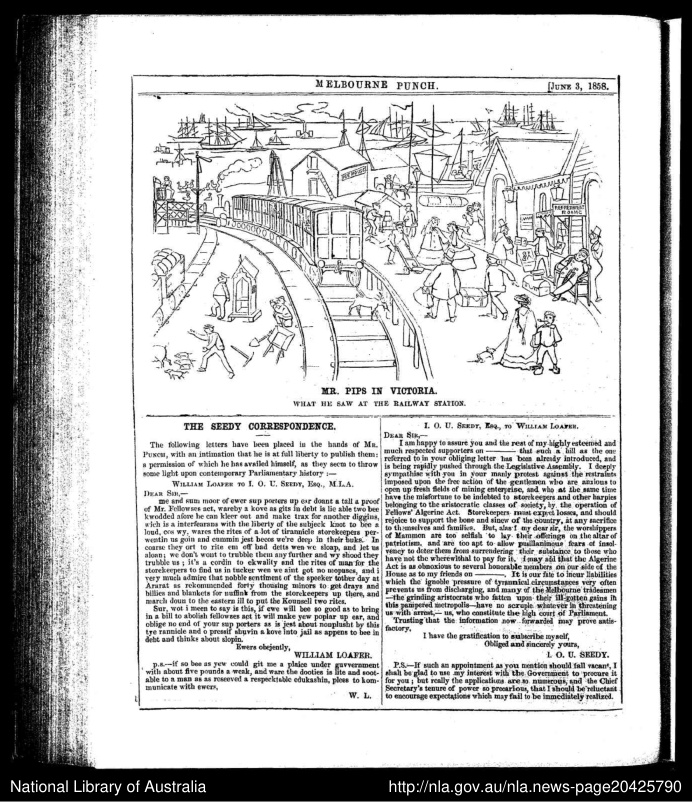 MELBOURNE PUNCH.
[JUNE 3, 1858.
REFRESHMENT
ROOMS
MR. PIPS IN VICTORIA.
WHAT HE SAW AT THE RAILWAY STATION.
THE SEEDY CORRESPONDENCE.
The following letters have been placed in the hands of MR.
PUNCH, with an intimation that he is at full liberty to publish them:
a permission of which he has availed himself, as they seem to throw
some light upon contemporary Parliamentary history :—
WILLIAM LOAFER TO I. O. U. SEEDY, ESQ., M.L.A.
DEAR SIR,—
me and sum moor of ewer sup porters up ear dount a tall a proof
of Mr. Fellowses act, wareby a kove as gits in debt is lie able two bee
kwodded afore he can kleer out and make trax for another diggins,
wich is a interfearuns with the liberty of the subjeck knot to bee a
loud, cos wy, wares the rites of a lot of tirannicle storekeepers per-
wentin us goin and cummin jest becos we're deep in their buks. In
coarse they ort to rite em off bad detts wen we sloap, and let us
alone; we don't want to trubble them any further and wy shood they
trubble us ; it's a cordin to ekwality and the rites of man for the
storekeepers to find us in tucker wen we aint got no mopuses, and i
very much admire that nobble sentiment of the speeker tother day at
Ararat as rekommended forty thousing minors to get drays and
billies and blankets for nuffink from the storekeepers up there, and
march doun to the eastern ill to put the Kounsell two rites.
Sur, wot i meen to say is this, if ewe will bee so good as to bring
in a bill to abolish fellowses act it will make yew poplar up ear, and
oblige no end of your sup porters as is jest about nouplusht by this
tye rannicle and o pressif shuvin a kove into jail as appens to bee in
debt and thinks about slopin.
Ewers obejently,
WILLIAM LOAFER.
p.s.—if so bee as yew could git me a plaice under guvverment
with about five pounds a weak, and ware the dooties is lite and soot-
able to a man as as reseeved a respecktable edukashin, pless to kom-
municate with ewers,
W. L.
I. O. U. SEEDY, ESQ., TO WILLIAM LOAFER.
DEAR SIR,—
I am happy to assure you and the rest of my highly esteemed and
much respected supporters on ——— that such a bill as the one
referred to in your obliging letter has been already introduced, and
is being rapidly pushed through the Legislative Assembly. I deeply
sympathise with you in your manly protest against the restraints
imposed upon the free action of the gentlemen who are anxious to
open up fresh fields of mining enterprise, and who at the same time
have the misfortune to be indebted to storekeepers and other harpies
belonging to the aristocratic classes of society, by the operation of
Fellows' Algerine Act. Storekeepers must expect losses, and should
rejoice to support the bone and sinew of the country, at any sacrifice
to themselves and families. But, alas! my dear sir, the worshippers
of Mammon are too selfish to lay their offerings on the altar of
patriotism, and are too apt to allow pusillanimous fears of insol-
vency to deter them from surrendering their substance to those who
have not the wherewithal to pay for it. I may add that the Algerine
Act is as obnoxious to several honorable members on our side of the
House as to my friends on ———. It is our fate to incur liabilities
which the ignoble pressure of tyrannical circumstances very often
prevents us from discharging, and many of the Melbourne tradesmen
—the grinding aristocrats who fatten upon their ill-gotten gains in
this pampered metropolis—have no scruple whatever in threatening
us with arrest,— us, who constitute the high court of Parliament.
Trusting that the information now forwarded may prove satis-
factory,
I have the gratification to subscribe myself,
Obliged and sincerely yours,
I. O. U. SEEDY.
P.S.—If such an appointment as you mention should fall vacant, I
shall be glad to use my interest with the Government to procure it
for you ; but really the applications are so numerous, and the Chief
Secretary's tenure of power so precarious, that I should be reluctant
to encourage expectations which may fail to be immediately realized.
National Library of Australia
http://nla.gov.au/nla.news-page20425790